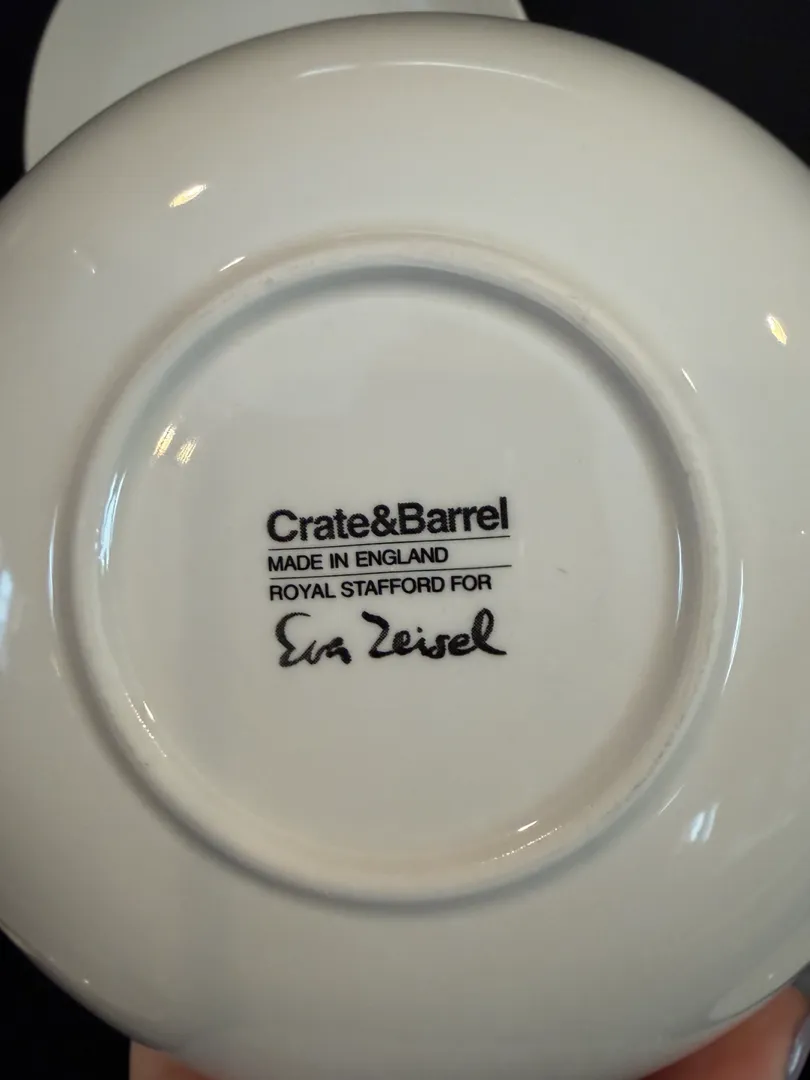 Crate&Barrel
MADE IN ENGLAND
ROYAL STAFFORD FOR
Eva Zeisel